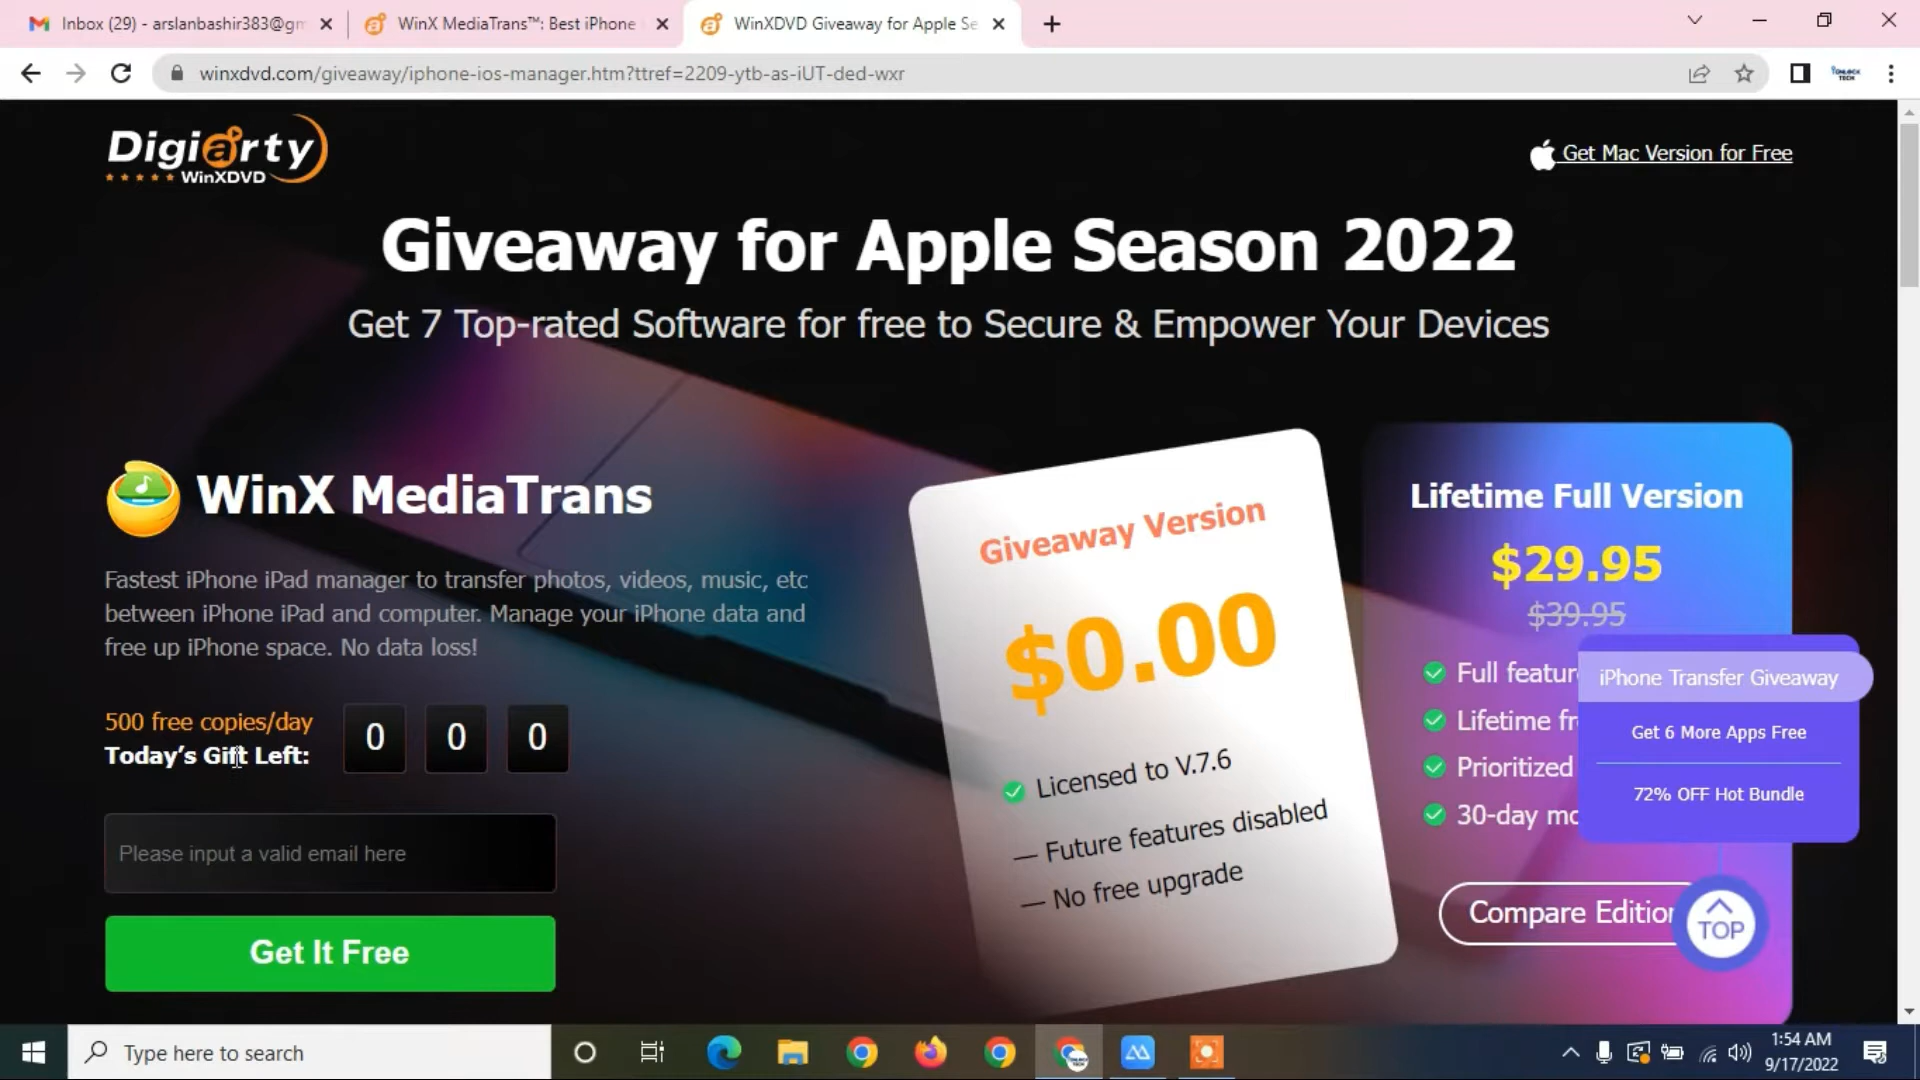 Inbox (29) - arslanbashir383@gm
WinX MediaTrans™: Best iPhone
WinXDVD Giveaway for Apple Se
winxdvd.com/giveaway/iphone-ios-manager.htm?ttref=2209-ytb-as-iUT-ded-wxr
Digiarty
WinXDVD
Get Mac Version for Free
Giveaway for Apple Season 2022
Get 7 Top-rated Software for free to Secure & Empower Your Devices
WinX MediaTrans
Fastest iPhone iPad manager to transfer photos, videos, music, etc
between iPhone iPad and computer. Manage your iPhone data and
free up iPhone space. No data loss!
500 free copies/day
Today's Gift Left:
0 0 0
Please input a valid email here
Get It Free
Giveaway Version
$0.00
Licensed to V.7.6
— Future features disabled
— No free upgrade
Lifetime Full Version
$29.95
$39.95
Full featur
Lifetime fr
Prioritized
30-day mo
Compare Edition
iPhone Transfer Giveaway
Get 6 More Apps Free
72% OFF Hot Bundle
TOP
Type here to search
1:54 AM
9/17/2022